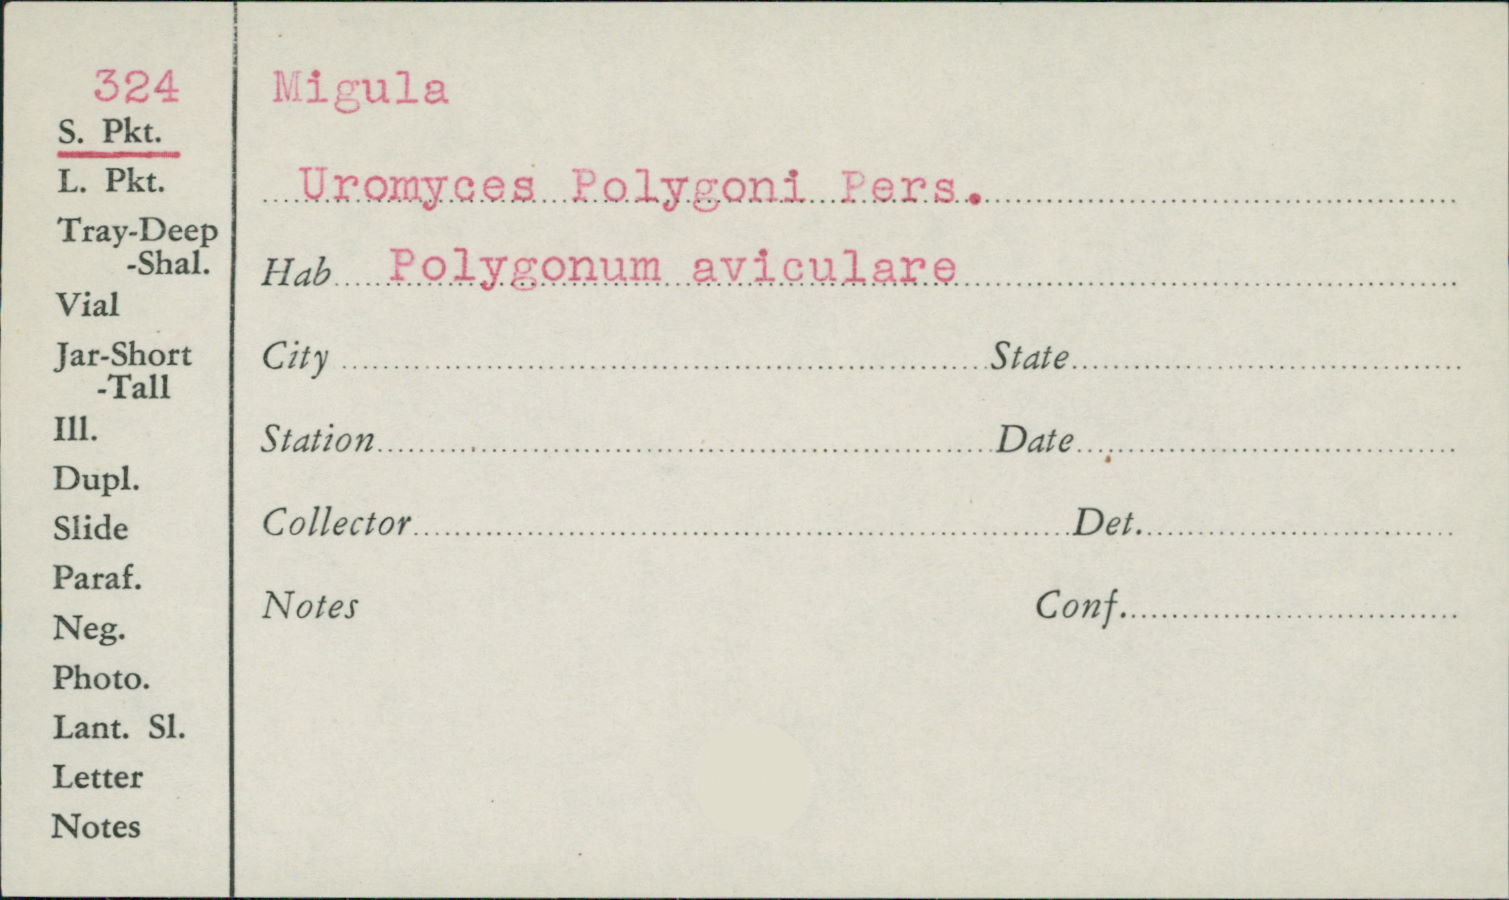 324
S. Pkt.
L. Pkt.
Tray-Deep
-Shal.
Vial
Jar-Short
-Tall
Ill.
Dupl.
Slide
Paraf.
Neg.
Photo.
Lant. Sl.
Letter
Notes
Migula
Uromyces Polygoni Pers.
Hab Polygonum aviculare
City State
Station Date
Collector Det.
Notes Conf.